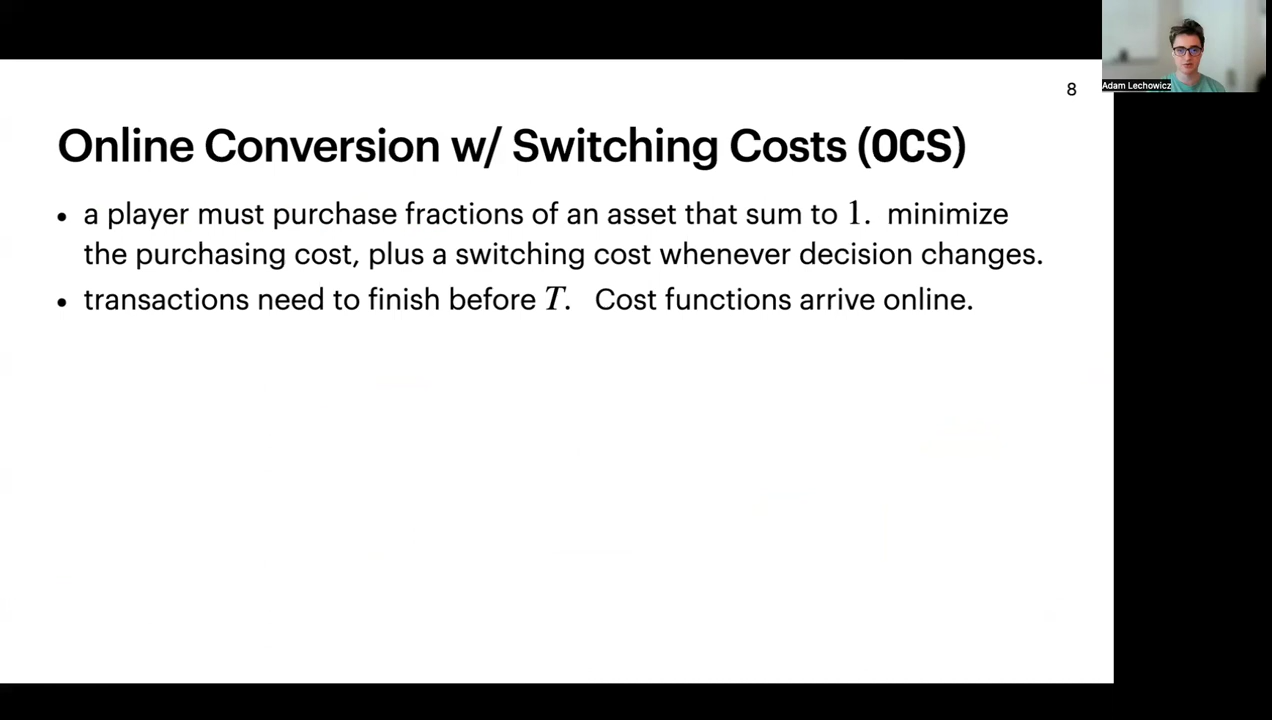 Adam Lechowicz
8
Online Conversion w/ Switching Costs (OCS)
• a player must purchase fractions of an asset that sum to 1. minimize
the purchasing cost, plus a switching cost whenever decision changes.
• transactions need to finish before T. Cost functions arrive online.